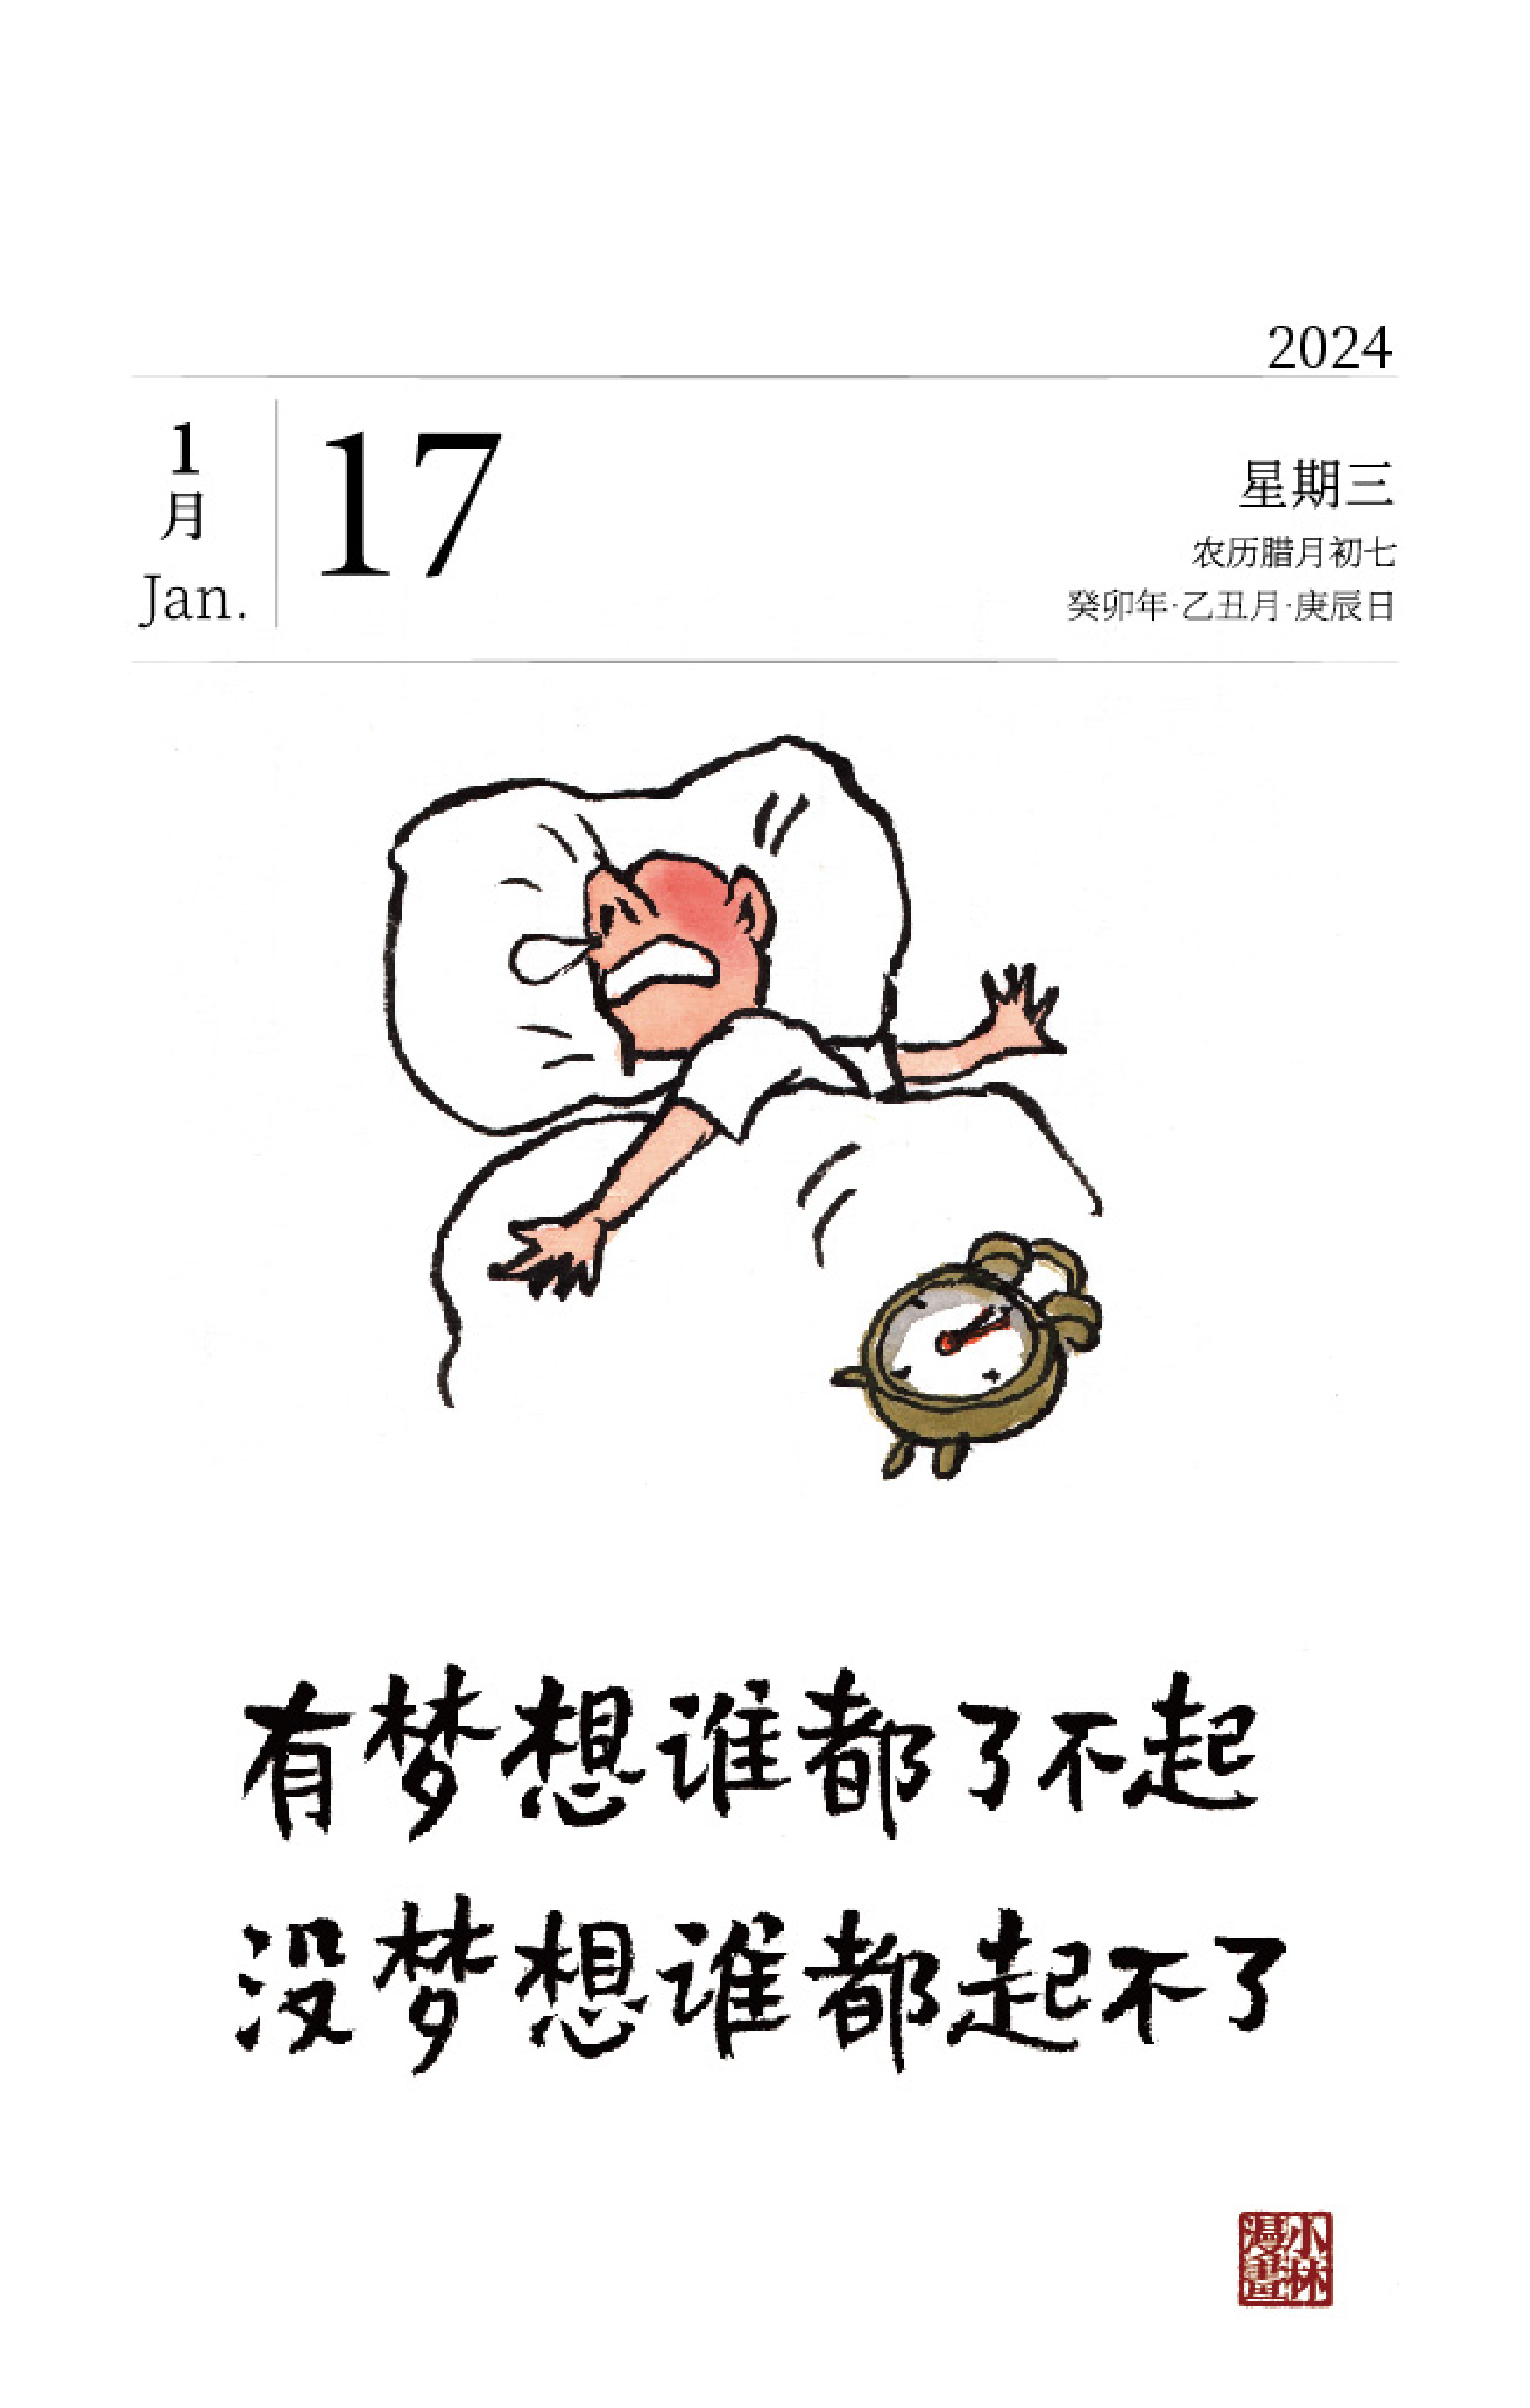 2024
1
月
Jan.
17
星期三
农历腊月初七
癸卯年·乙丑月·庚辰日
有梦想谁都了不起
没梦想谁都起不了
小林
漫畫